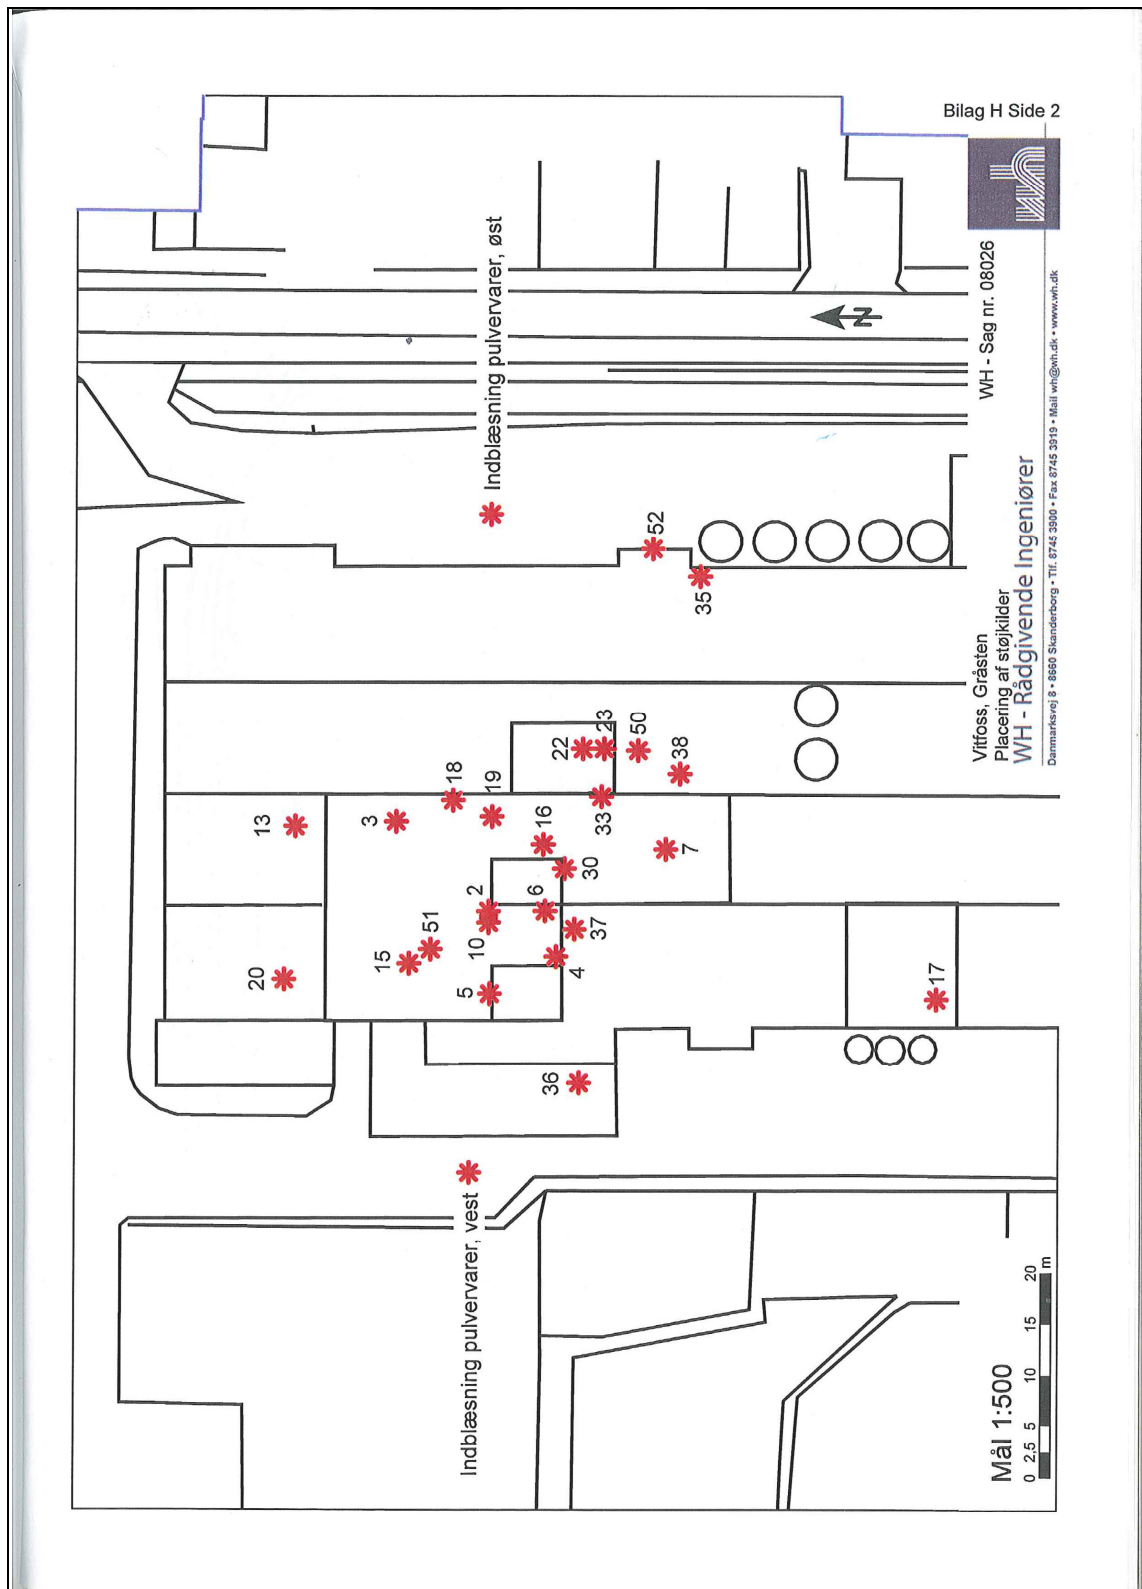 Bilag H Side 2
wh
WH - Sag nr. 08026
Vitfoss, Gråsten
Placering af støjkilder
WH - Rådgivende Ingeniører
Danmarksvej 8 • 8660 Skanderborg • Tlf. 8745 3900 • Fax 8745 3919 • Mail wh@wh.dk • www.wh.dk
N
Indblæsning pulvervarer, øst
52
35
13
3
18
19
22
23
50
38
33
16
30
7
20
15
51
2
10
6
37
4
5
36
17
Indblæsning pulvervarer, vest
Mål 1:500
0 2,5 5 10 15 20 m